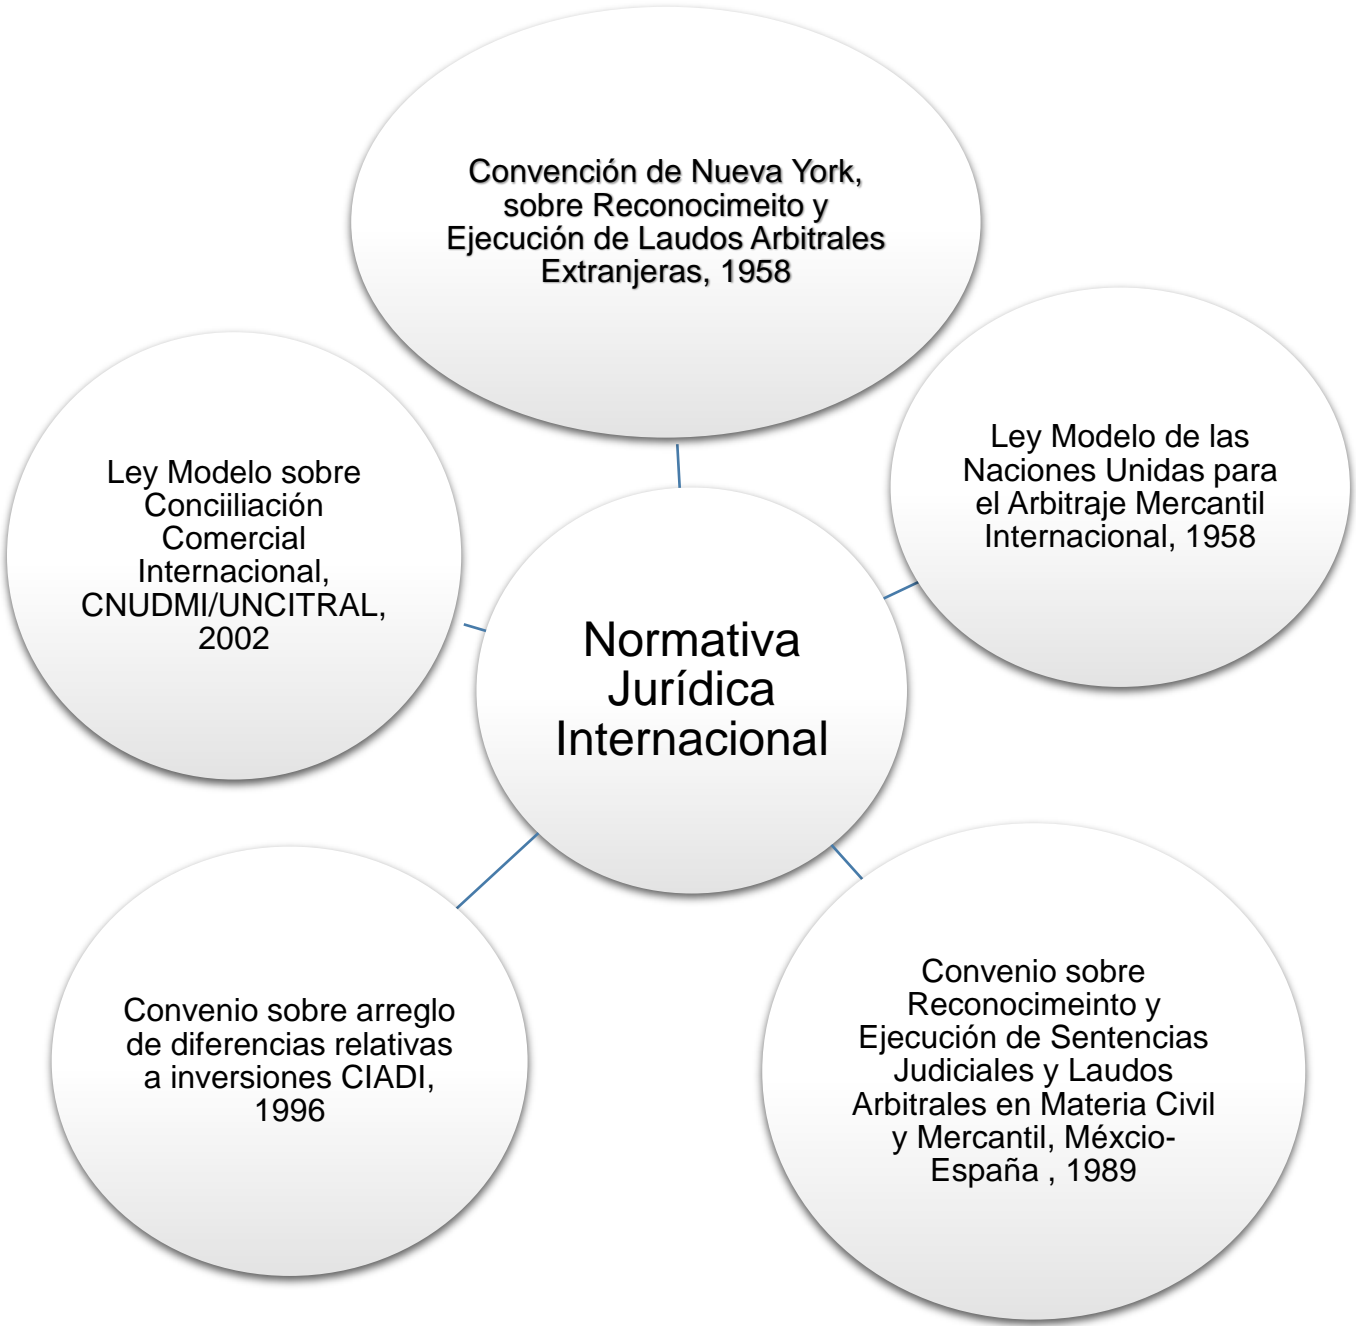 Convención de Nueva York,
sobre Reconocimeito y
Ejecución de Laudos Arbitrales
Extranjeras, 1958
Ley Modelo de las
Naciones Unidas para
el Arbitraje Mercantil
Internacional, 1958
Ley Modelo sobre
Conciiliación
Comercial
Internacional,
CNUDMI/UNCITRAL,
2002
Normativa
Jurídica
Internacional
Convenio sobre arreglo
de diferencias relativas
a inversiones CIADI,
1996
Convenio sobre
Reconocimeinto y
Ejecución de Sentencias
Judiciales y Laudos
Arbitrales en Materia Civil
y Mercantil, Méxcio-
España , 1989